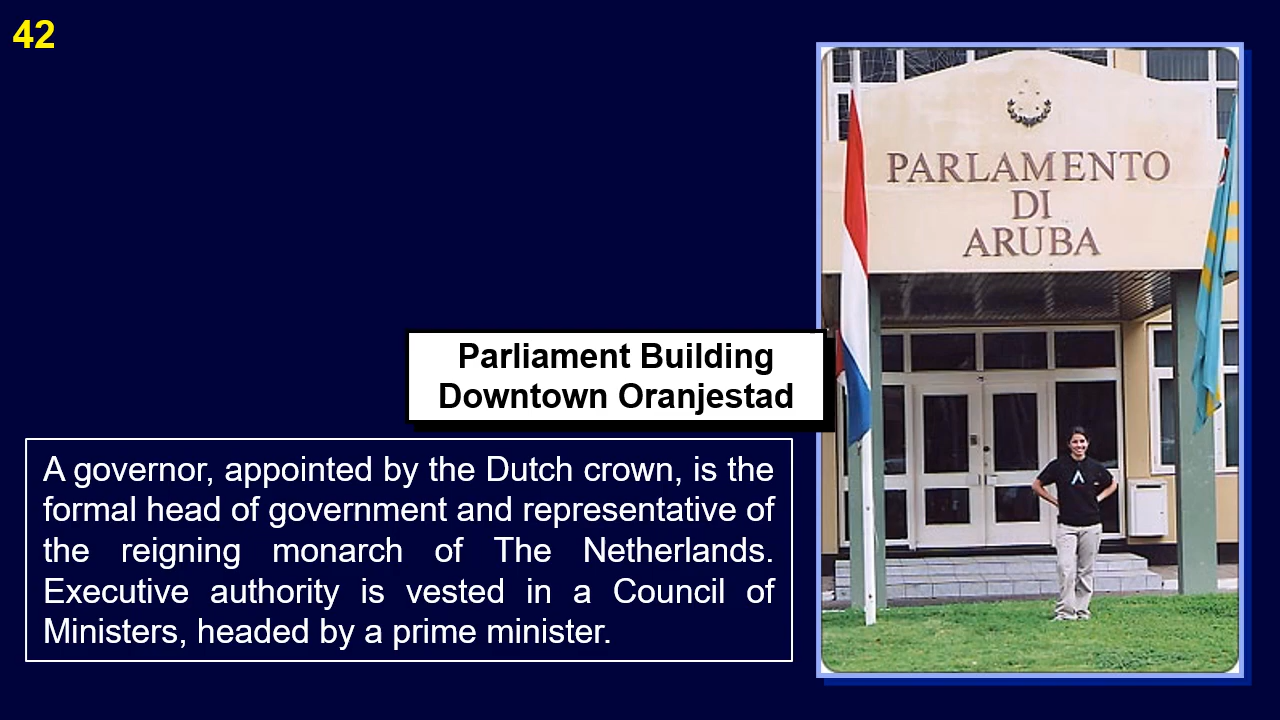 42
PARLAMENTO
DI
ARUBA
Parliament Building
Downtown Oranjestad
A governor, appointed by the Dutch crown, is the
formal head of government and representative of
the reigning monarch of The Netherlands.
Executive authority is vested in a Council of
Ministers, headed by a prime minister.